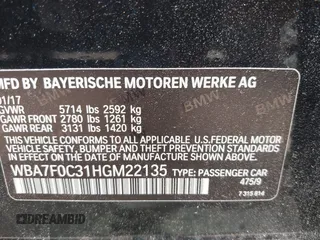 MFD BY BAYERISCHE MOTOREN WERKE AG
01/17
GVWR 5714 lbs 2592 kg
GAWR FRONT 2780 lbs 1261 kg
GAWR REAR 3131 lbs 1420 kg
THIS VEHICLE CONFORMS TO ALL APPLICABLE
U.S. FEDERAL MOTOR VEHICLE SAFETY, BUMPER
AND THEFT PREVENTION STANDARDS IN EFFECT
ON THE DATE OF MANUFACTURE SHOWN ABOVE.
WBA7F0C31HGM22135 TYPE: PASSENGER CAR
475/9
7 315 814
DREAMBID